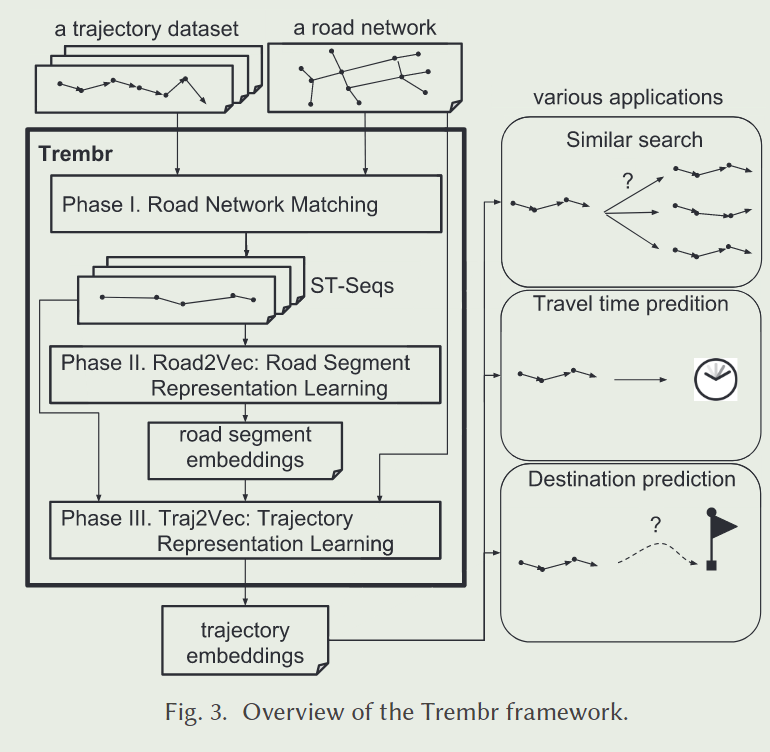 a trajectory dataset
a road network
Trembr
Phase I. Road Network Matching
ST-Seqs
Phase II. Road2Vec: Road Segment
Representation Learning
road segment
embeddings
Phase III. Traj2Vec: Trajectory
Representation Learning
trajectory
embeddings
various applications
Similar search
?
Travel time predition
Destination prediction
?
Fig. 3. Overview of the Trembr framework.